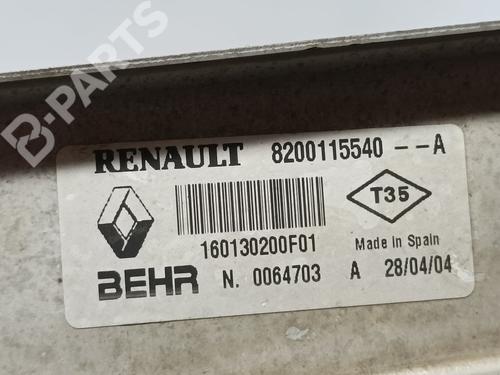 B-PARTS
RENAULT 8200115540 --A
T35
160130200F01
Made in Spain
BEHR N. 0064703 A 28/04/04